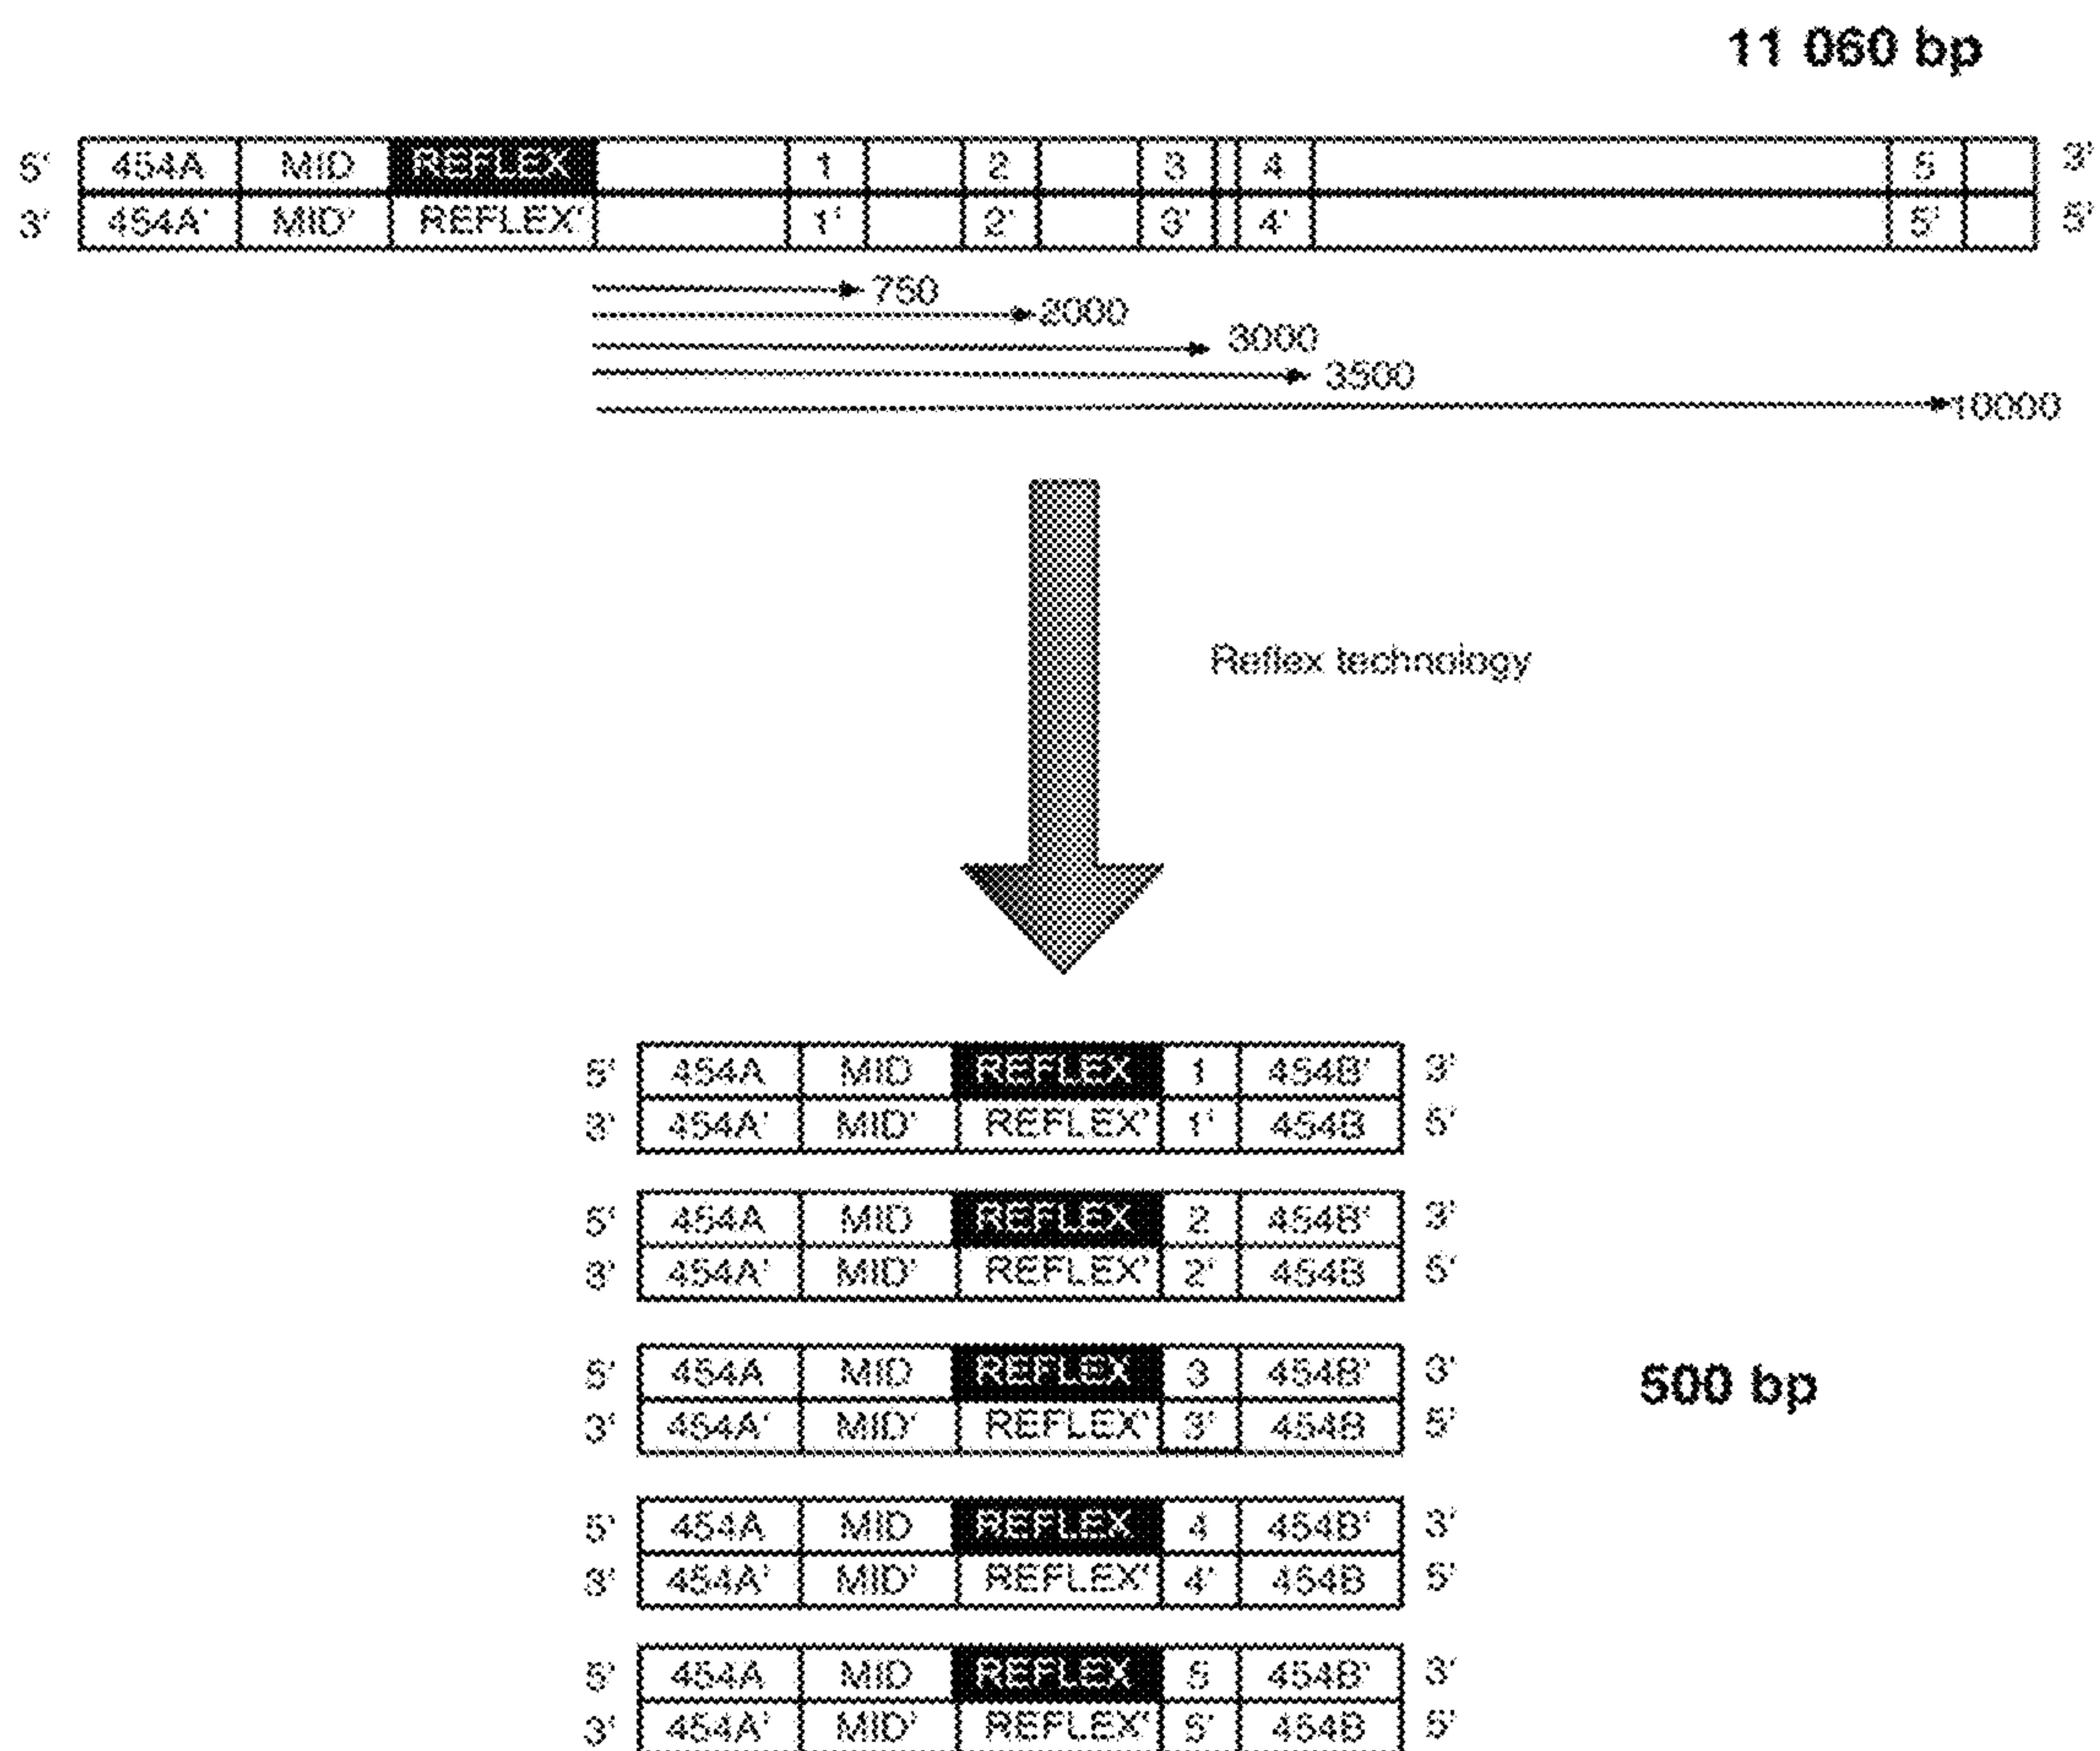 11 060 bp
5' 454A MID REFLEX 1 2 3 4 5 3'
3' 454A' MID' REFLEX' 1' 2' 3' 4' 5' 5'
750
2000
3000
3500
10000
Reflex technology
5' 454A MID REFLEX 1 454B' 3'
3' 454A' MID' REFLEX' 1' 454B 5'
5' 454A MID REFLEX 2 454B' 3'
3' 454A' MID' REFLEX' 2' 454B 5'
5' 454A MID REFLEX 3 454B' 3'
3' 454A' MID' REFLEX' 3' 454B 5'
500 bp
5' 454A MID REFLEX 4 454B' 3'
3' 454A' MID' REFLEX' 4' 454B 5'
5' 454A MID REFLEX 5 454B' 3'
3' 454A' MID' REFLEX' 5' 454B 5'